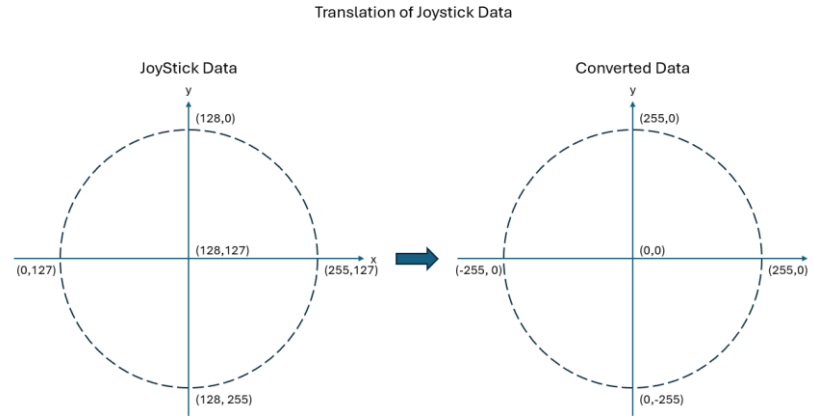 Translation of Joystick Data
JoyStick Data
y
(128,0)
(128,127)
x
(0,127)
(255,127)
(128, 255)
Converted Data
y
(255,0)
(0,0)
(-255, 0)
(255,0)
(0,-255)